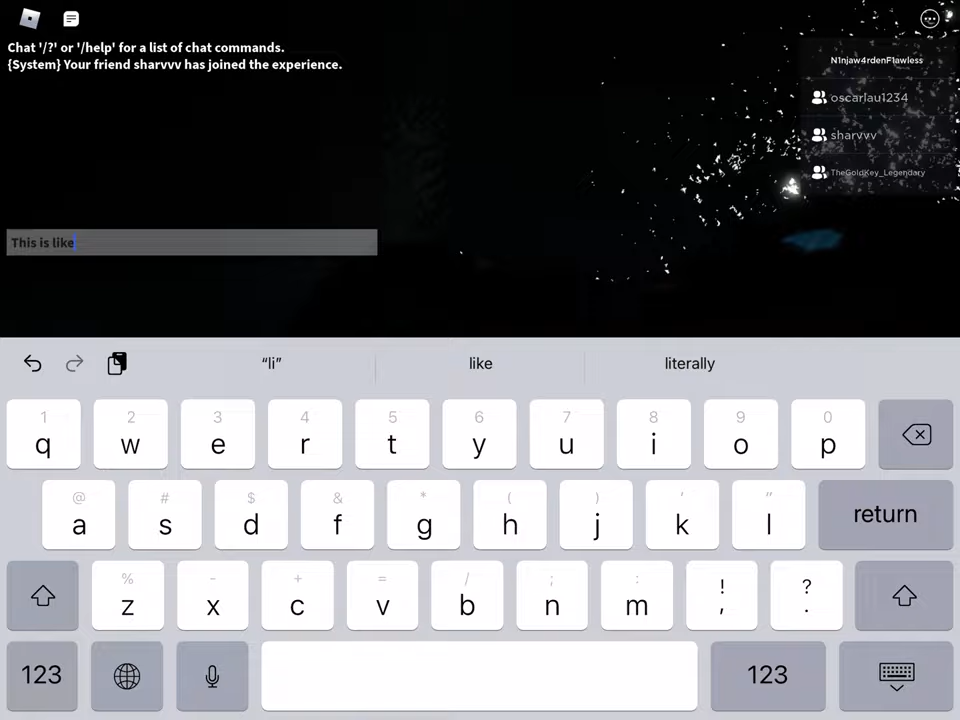 Chat '/?' or '/help' for a list of chat commands.
{System} Your friend sharvvv has joined the experience.
N1njaw4rdenF1awless
oscarlau1234
sharvvv
TheGoldKey_Legendary
This is like
“li” like literally
1 2 3 4 5 6 7 8 9 0
q w e r t y u i o p
@ # $ & * ( ) ' "
a s d f g h j k l return
% - + = / ; : ! ?
z x c v b n m , .
123 123